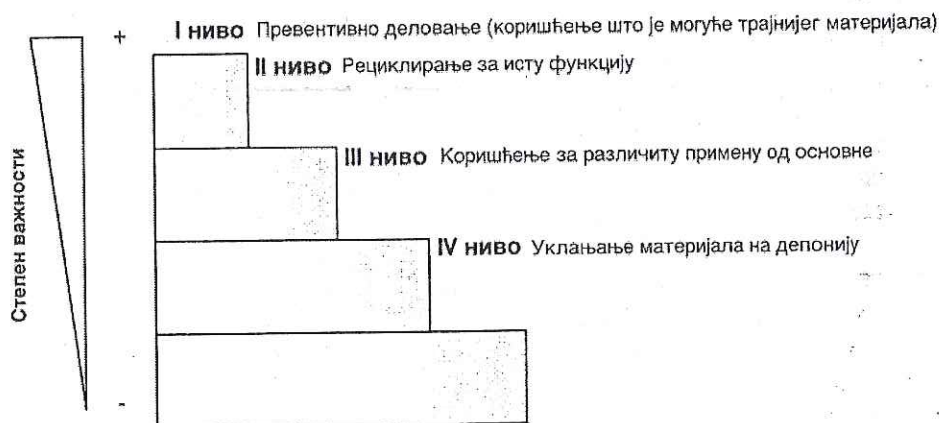 + I ниво Превентивно деловање (коришћење што је могуће трајнијег материјала)
II ниво Рециклирање за исту функцију
III ниво Коришћење за различиту примену од основне
IV ниво Уклањање материјала на депонију
Степен важности
-